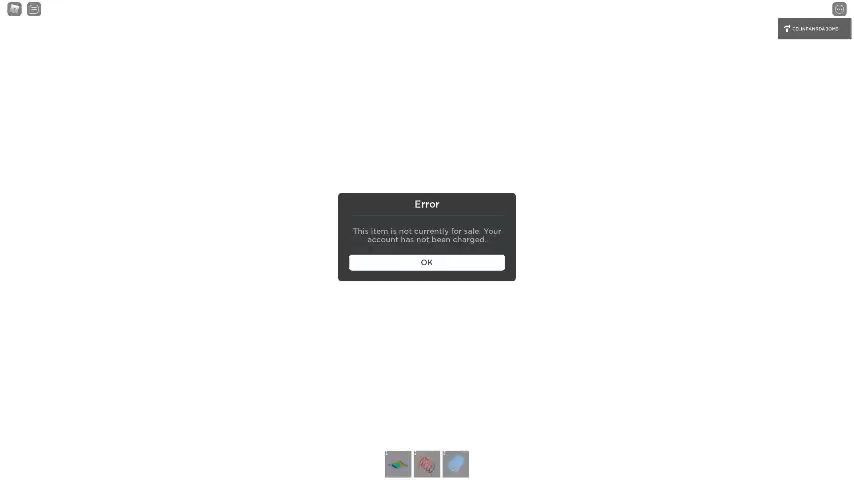 Error
This item is not currently for sale. Your
account has not been charged.
OK